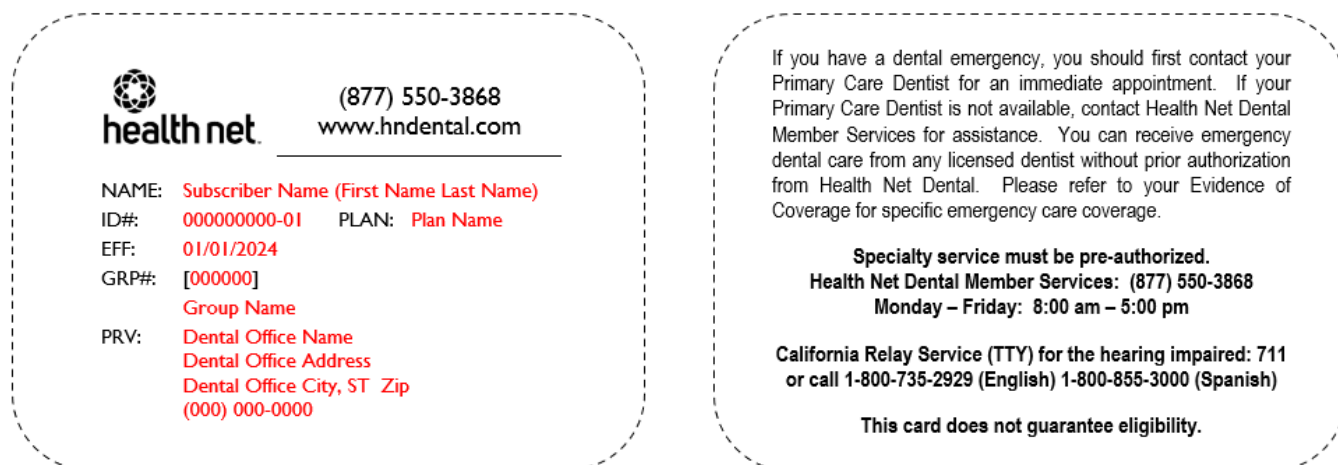 health net.
(877) 550-3868
www.hndental.com
NAME: Subscriber Name (First Name Last Name)
ID#: 000000000-01 PLAN: Plan Name
EFF: 01/01/2024
GRP#: [000000]
Group Name
PRV: Dental Office Name
Dental Office Address
Dental Office City, ST Zip
(000) 000-0000
If you have a dental emergency, you should first contact your
Primary Care Dentist for an immediate appointment. If your
Primary Care Dentist is not available, contact Health Net Dental
Member Services for assistance. You can receive emergency
dental care from any licensed dentist without prior authorization
from Health Net Dental. Please refer to your Evidence of
Coverage for specific emergency care coverage.
Specialty service must be pre-authorized.
Health Net Dental Member Services: (877) 550-3868
Monday – Friday: 8:00 am – 5:00 pm
California Relay Service (TTY) for the hearing impaired: 711
or call 1-800-735-2929 (English) 1-800-855-3000 (Spanish)
This card does not guarantee eligibility.